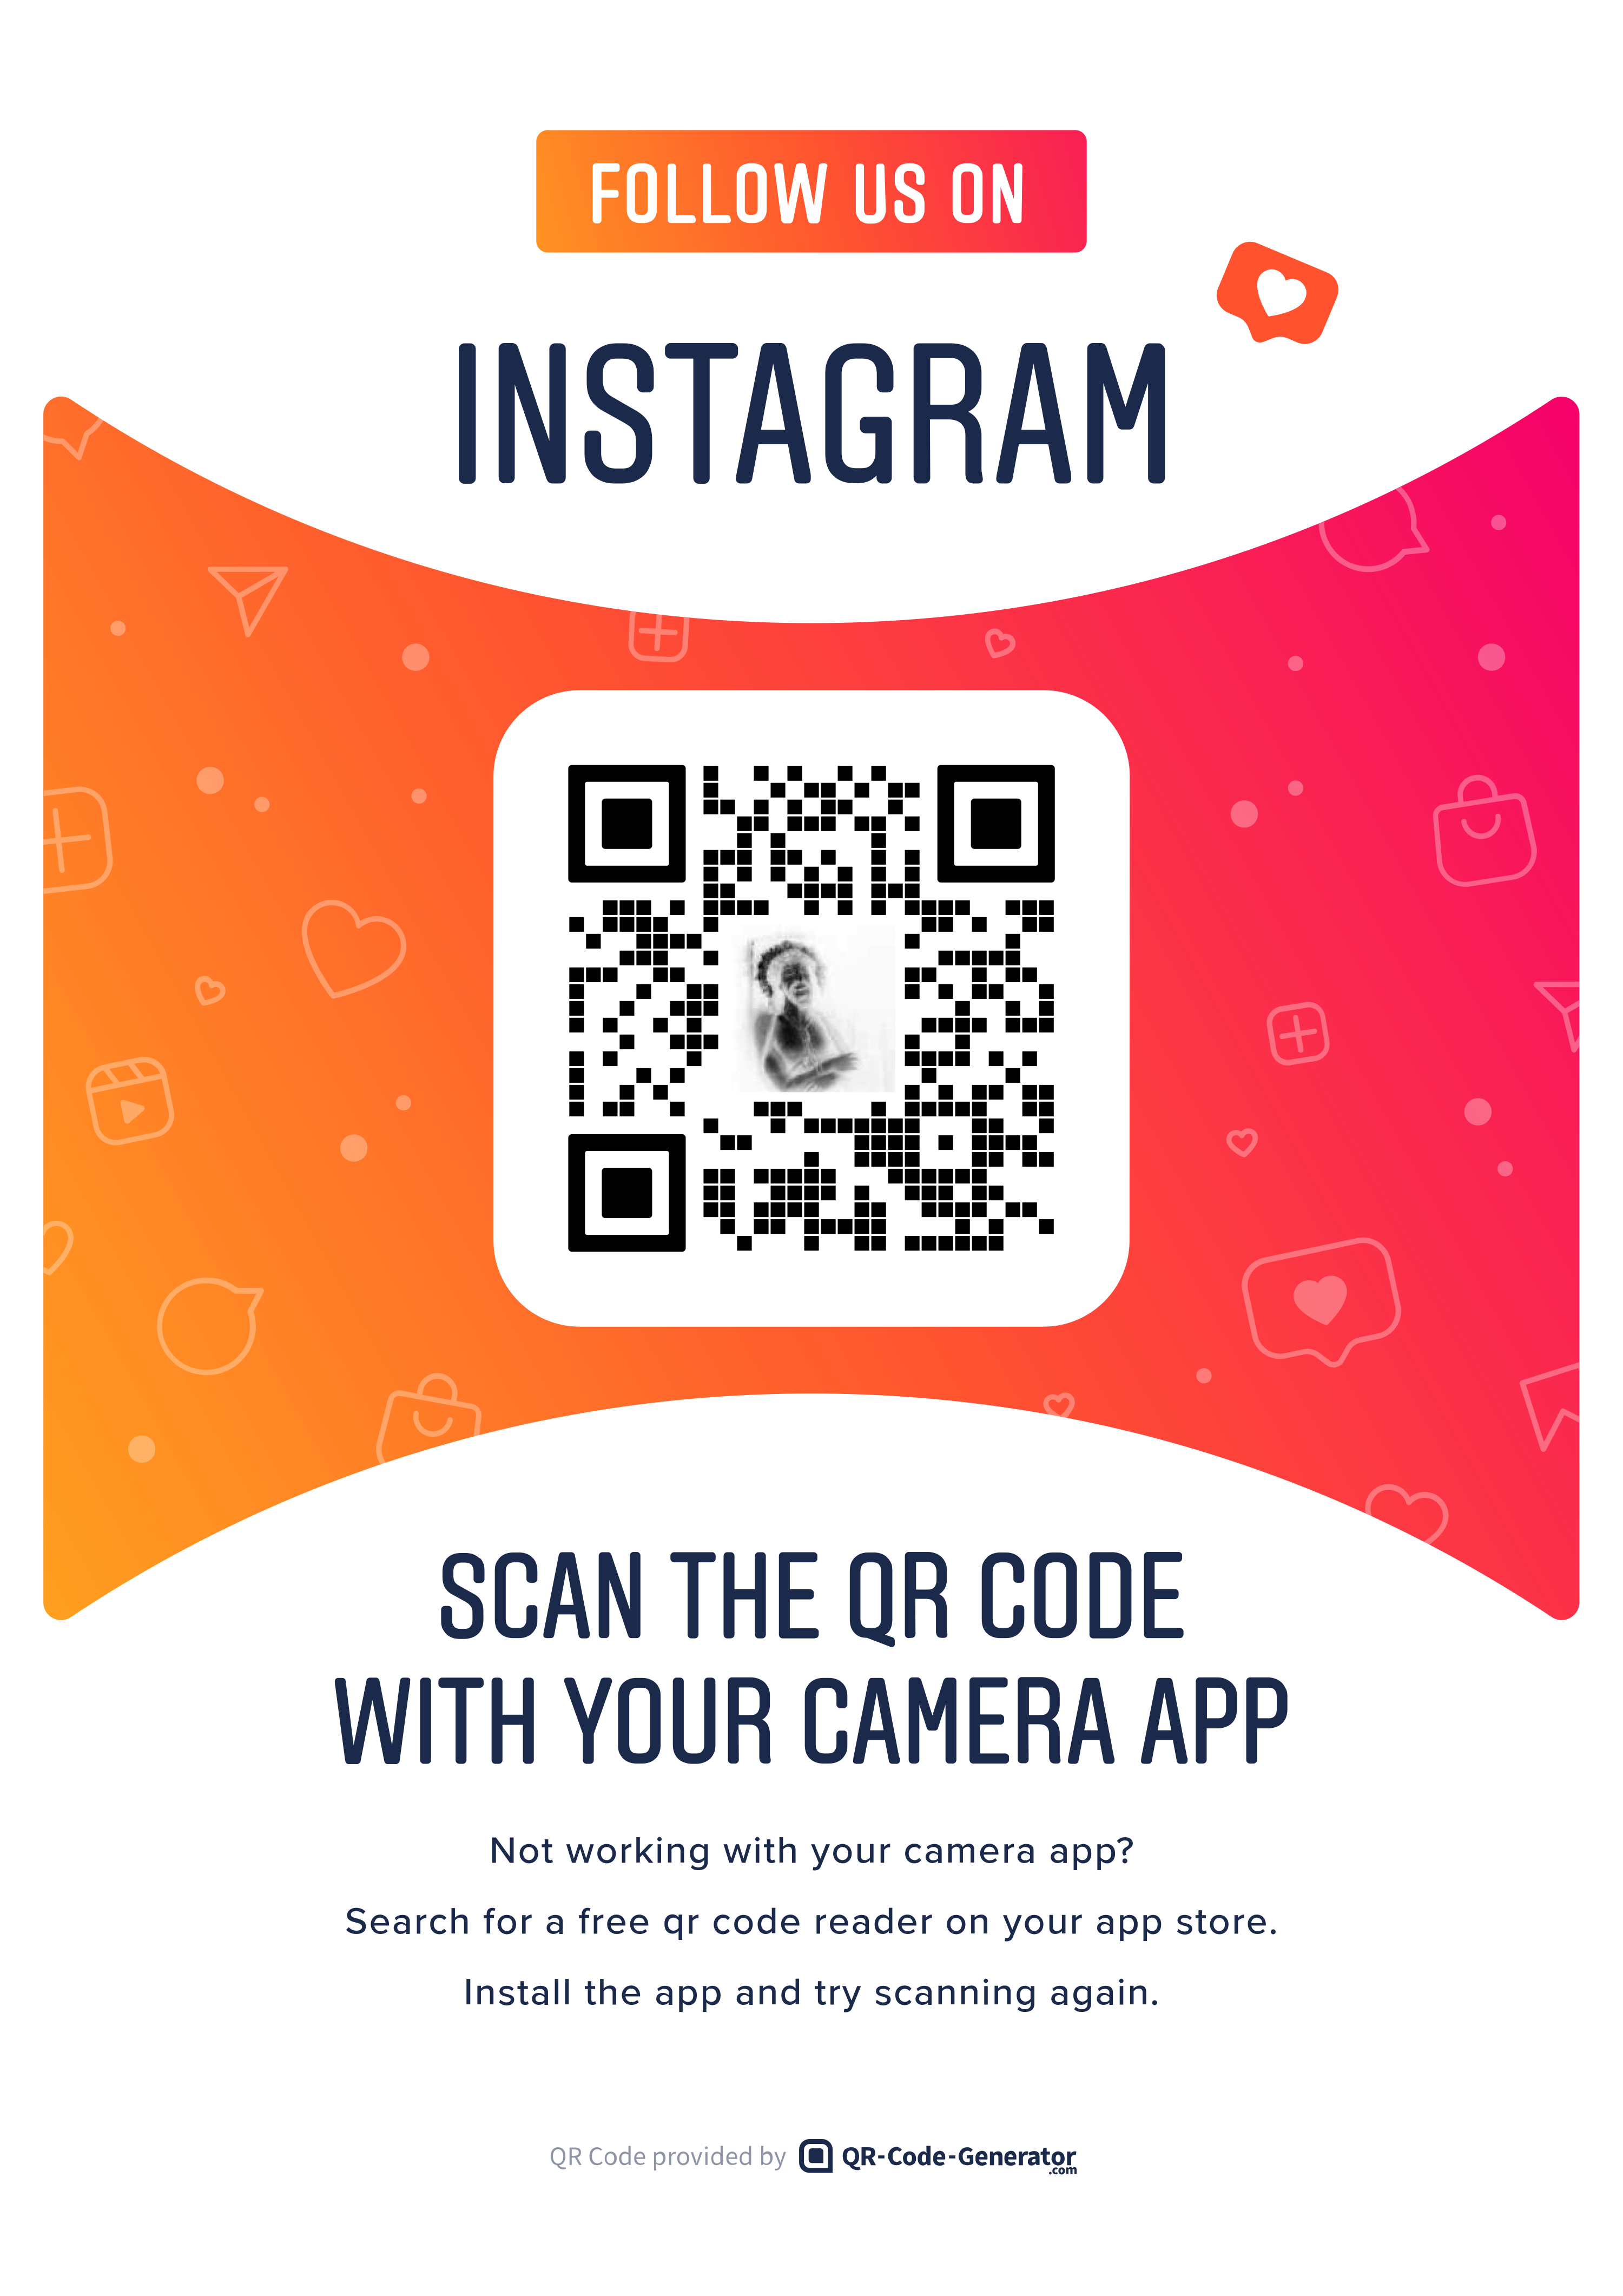 FOLLOW US ON
INSTAGRAM
SCAN THE QR CODE
WITH YOUR CAMERA APP
Not working with your camera app?
Search for a free qr code reader on your app store.
Install the app and try scanning again.
QR Code provided by QR-Code-Generator
.com